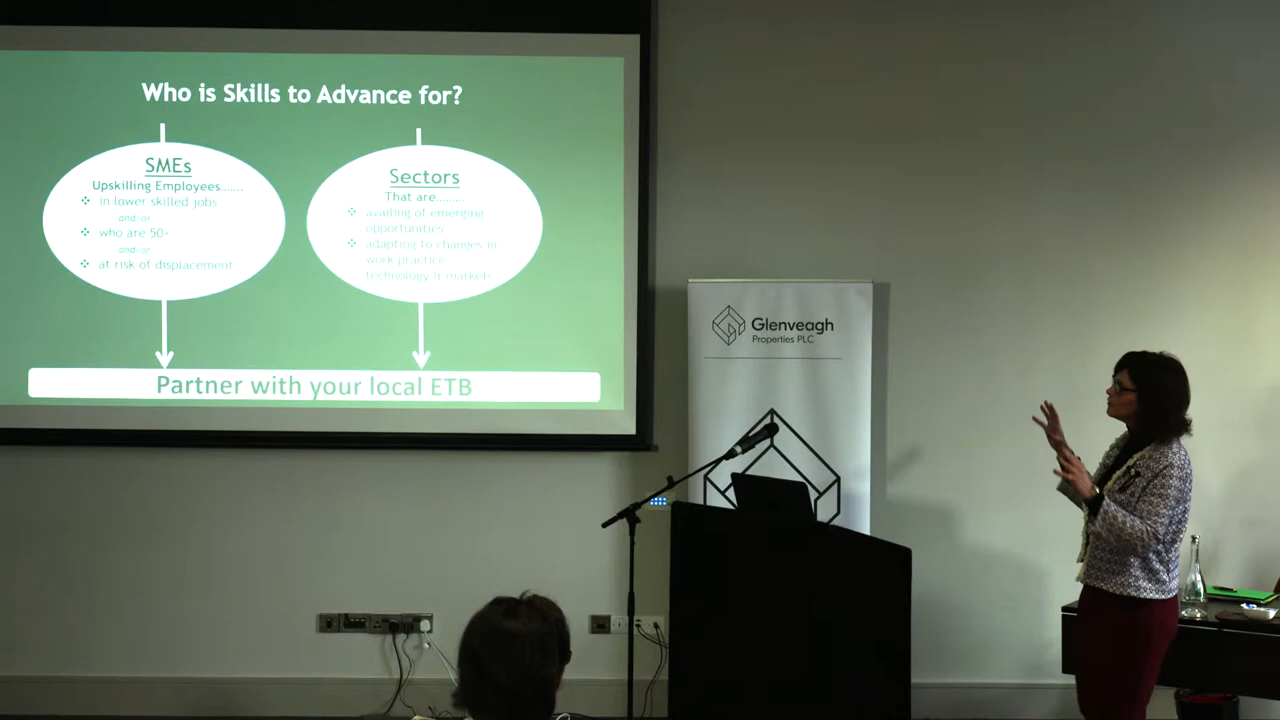 Who is Skills to Advance for?
SMEs
Upskilling Employees.......
in lower skilled jobs
and/or
who are 50+
and/or
at risk of displacement
Sectors
That are.........
availing of emerging
opportunities
adapting to changes in
work practice
technology & markets
Partner with your local ETB
Glenveagh
Properties PLC